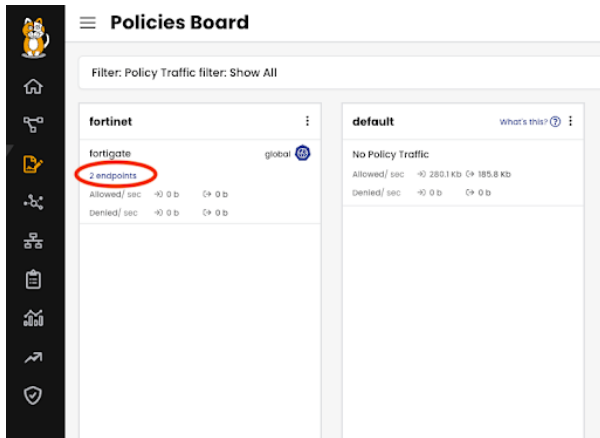 Policies Board
Filter: Policy Traffic filter: Show All
fortinet
fortigate global
2 endpoints
Allowed/ sec 0 b 0 b
Denied/ sec 0 b 0 b
default What's this?
No Policy Traffic
Allowed/ sec 280.1 Kb 185.8 Kb
Denied/ sec 0 b 0 b